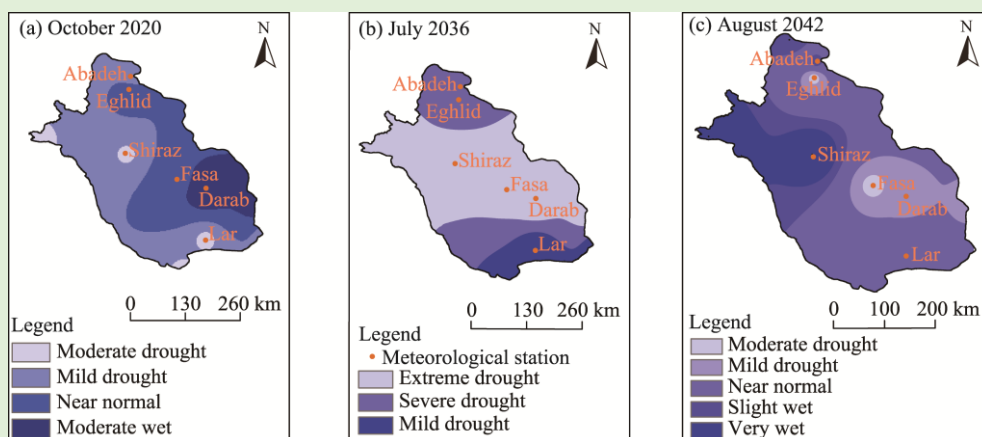 (a) October 2020
N
Abadeh
Eghlid
Shiraz
Fasa
Darab
Lar
0 130 260 km
Legend
Moderate drought
Mild drought
Near normal
Moderate wet
(b) July 2036
N
Abadeh
Eghlid
Shiraz
Fasa
Darab
Lar
0 130 260 km
Legend
Meteorological station
Extreme drought
Severe drought
Mild drought
(c) August 2042
N
Abadeh
Eghlid
Shiraz
Fasa
Darab
Lar
0 100 200 km
Legend
Moderate drought
Mild drought
Near normal
Slight wet
Very wet